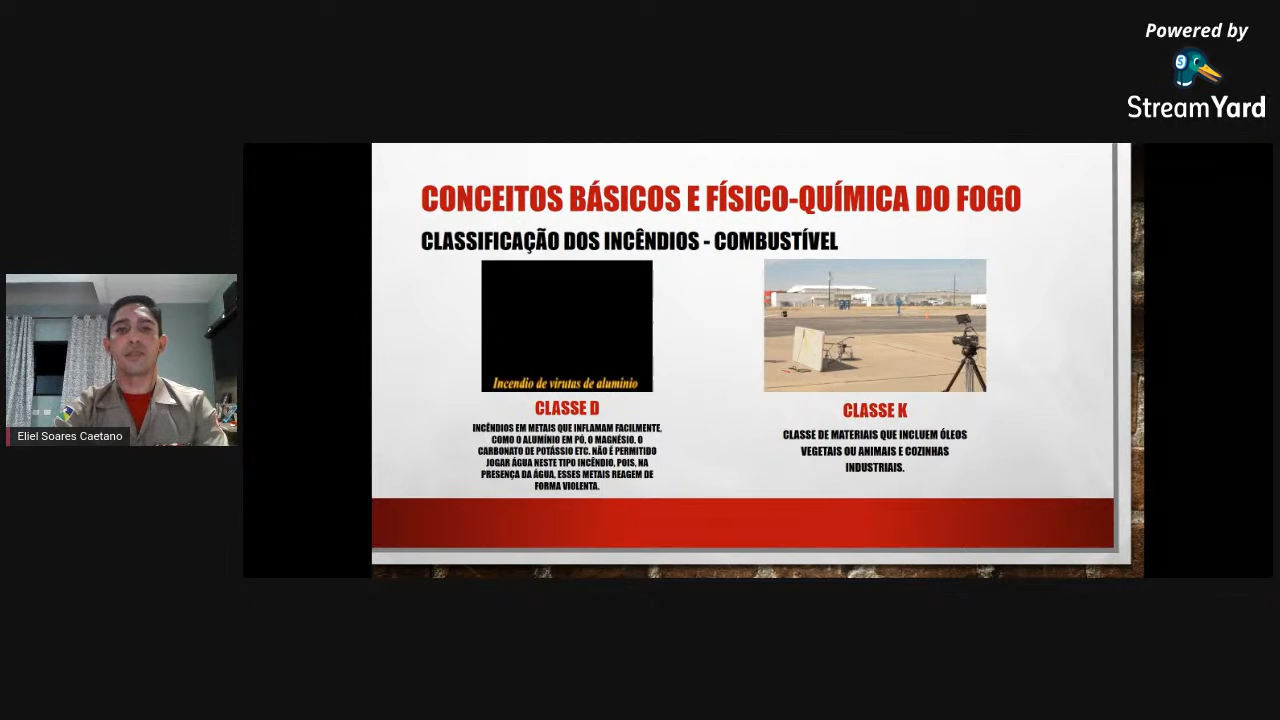 Powered by
StreamYard
CONCEITOS BÁSICOS E FÍSICO-QUÍMICA DO FOGO
CLASSIFICAÇÃO DOS INCÊNDIOS - COMBUSTÍVEL
Incendio de virutas de aluminio
CLASSE D
INCÊNDIOS EM METAIS QUE INFLAMAM FACILMENTE,
COMO O ALUMÍNIO EM PÓ, O MAGNÉSIO, O
CARBONATO DE POTÁSSIO ETC. NÃO É PERMITIDO
JOGAR ÁGUA NESTE TIPO INCÊNDIO, POIS, NA
PRESENÇA DA ÁGUA, ESSES METAIS REAGEM DE
FORMA VIOLENTA.
CLASSE K
CLASSE DE MATERIAIS QUE INCLUEM ÓLEOS
VEGETAIS OU ANIMAIS E COZINHAS
INDUSTRIAIS.
Eliel Soares Caetano